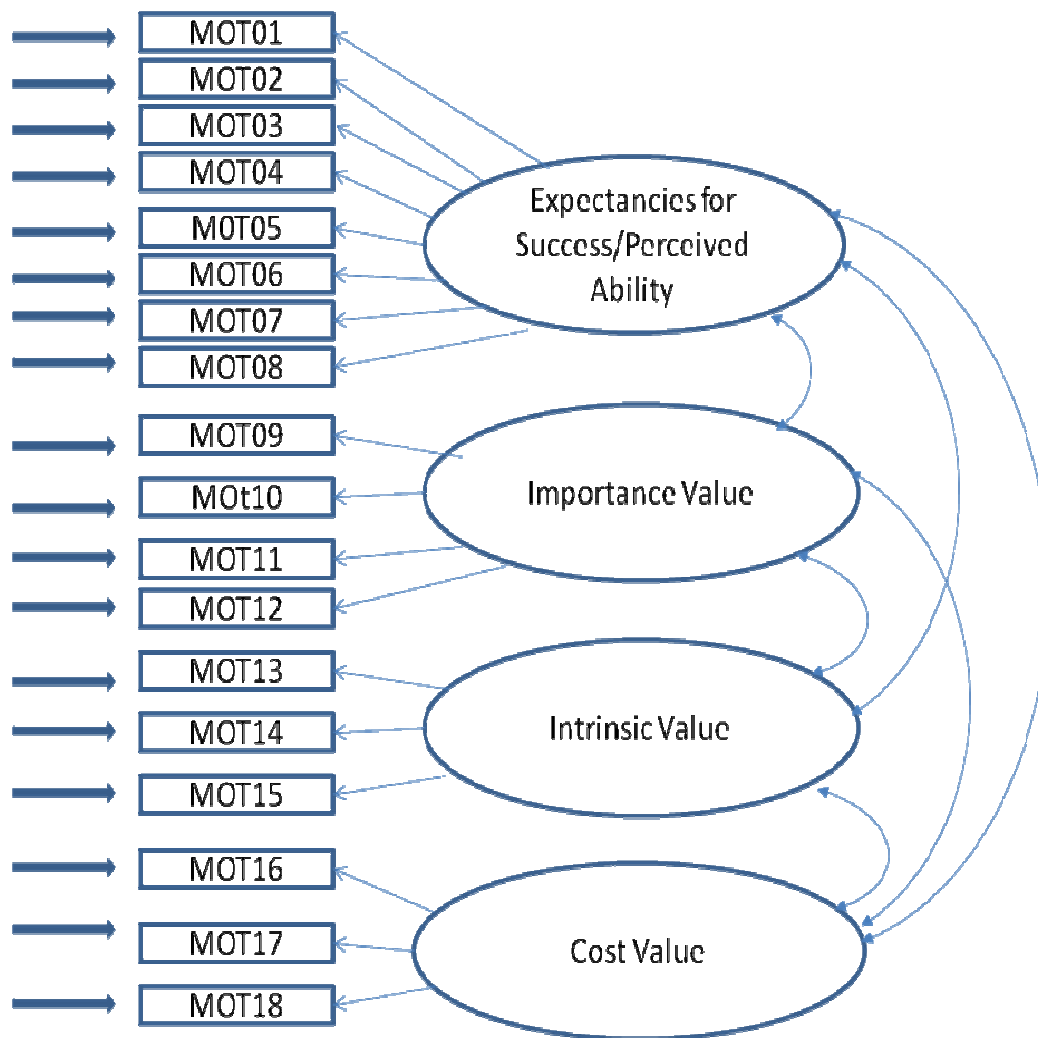 MOT01
MOT02
MOT03
MOT04
MOT05
MOT06
MOT07
MOT08
Expectancies for
Success/Perceived
Ability
MOT09
MOt10
MOT11
MOT12
Importance Value
MOT13
MOT14
MOT15
Intrinsic Value
MOT16
MOT17
MOT18
Cost Value